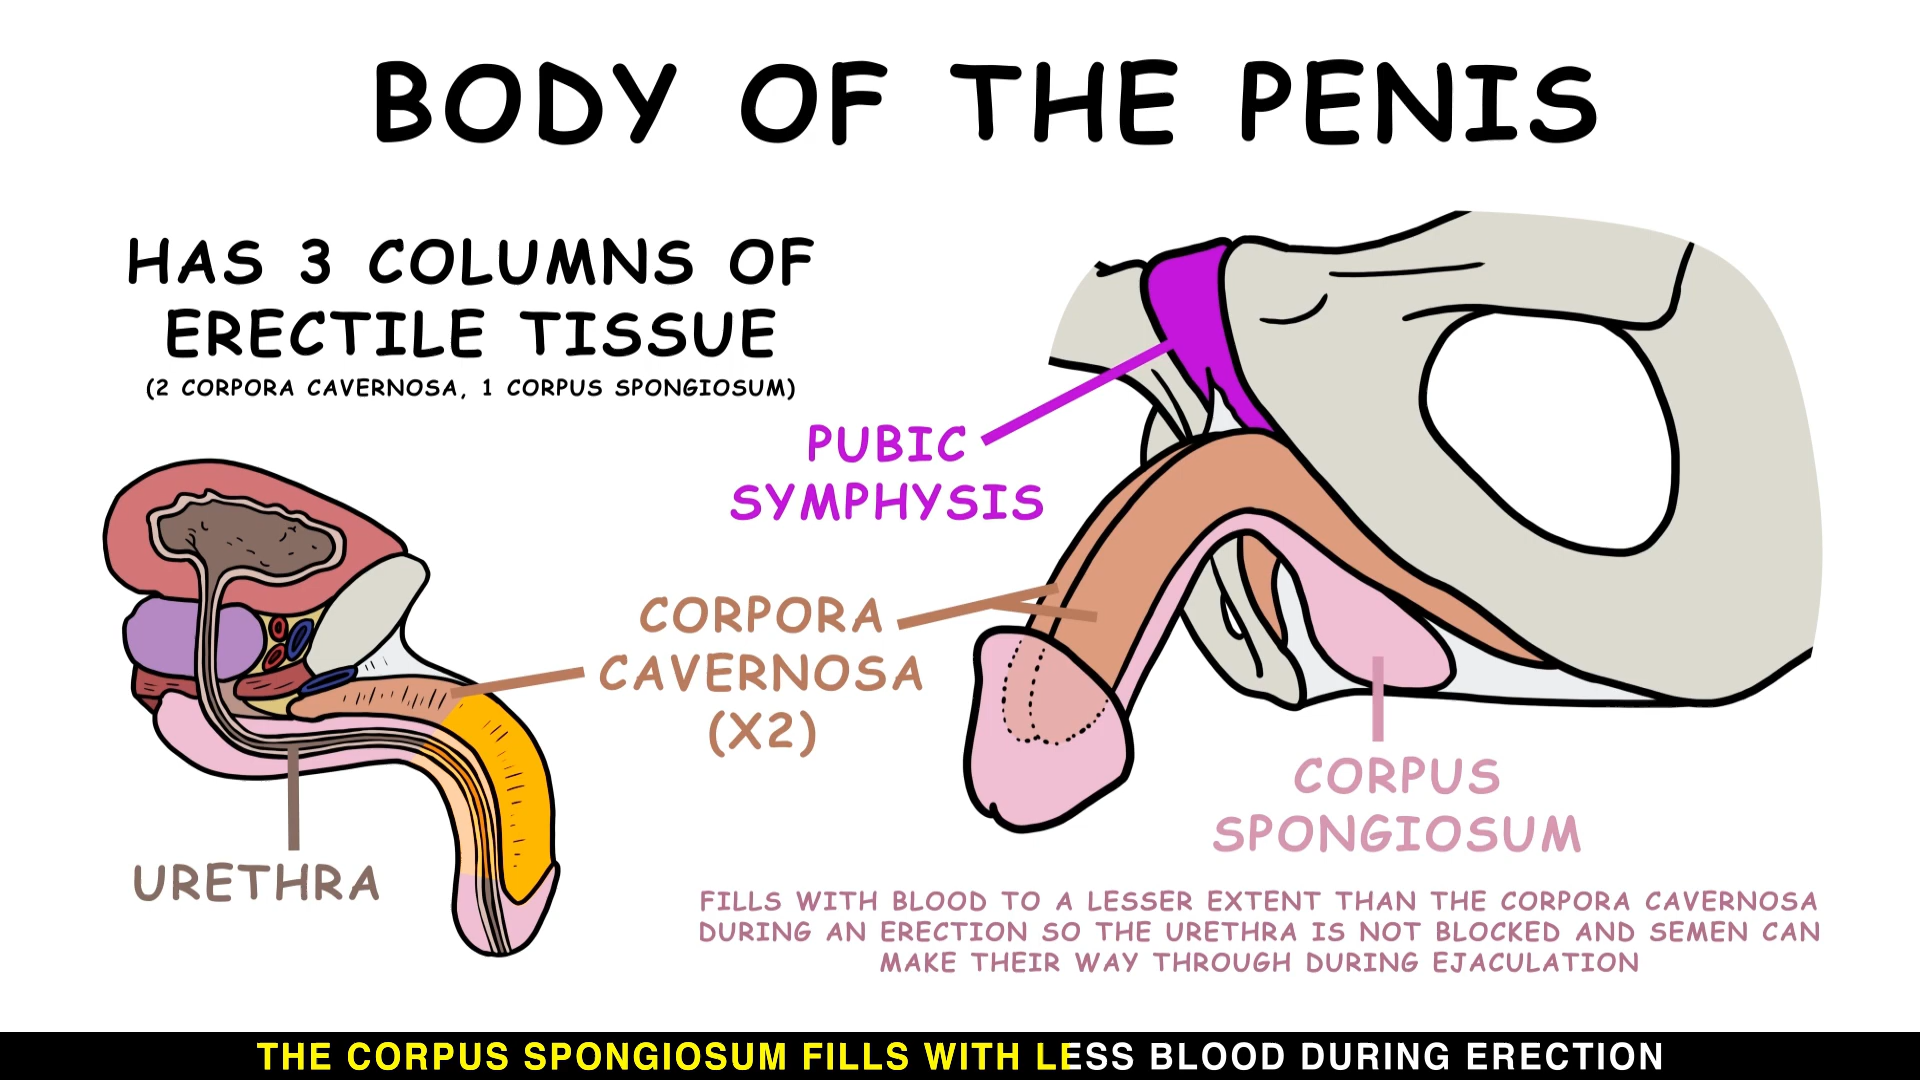 BODY OF THE PENIS
HAS 3 COLUMNS OF
ERECTILE TISSUE
(2 CORPORA CAVERNOSA, 1 CORPUS SPONGIOSUM)
PUBIC
SYMPHYSIS
CORPORA
CAVERNOSA
(X2)
URETHRA
CORPUS
SPONGIOSUM
FILLS WITH BLOOD TO A LESSER EXTENT THAN THE CORPORA CAVERNOSA
DURING AN ERECTION SO THE URETHRA IS NOT BLOCKED AND SEMEN CAN
MAKE THEIR WAY THROUGH DURING EJACULATION
THE CORPUS SPONGIOSUM FILLS WITH LESS BLOOD DURING ERECTION